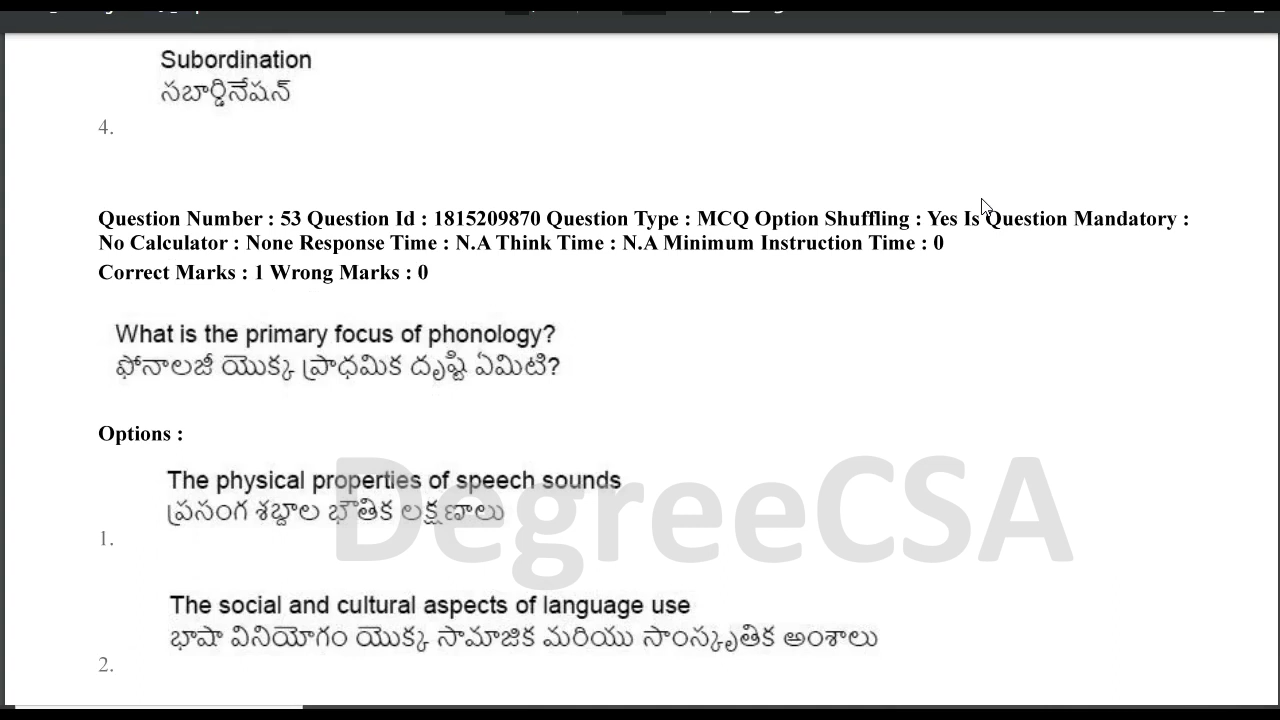 Subordination
సబార్డినేషన్
4.
Question Number : 53 Question Id : 1815209870 Question Type : MCQ Option Shuffling : Yes Is Question Mandatory :
No Calculator : None Response Time : N.A Think Time : N.A Minimum Instruction Time : 0
Correct Marks : 1 Wrong Marks : 0
What is the primary focus of phonology?
ఫోనాలజీ యొక్క ప్రాధమిక దృష్టి ఏమిటి?
Options :
The physical properties of speech sounds
ప్రసంగ శబ్దాల భౌతిక లక్షణాలు
1.
DegreeCSA
The social and cultural aspects of language use
భాషా వినియోగం యొక్క సామాజిక మరియు సాంస్కృతిక అంశాలు
2.